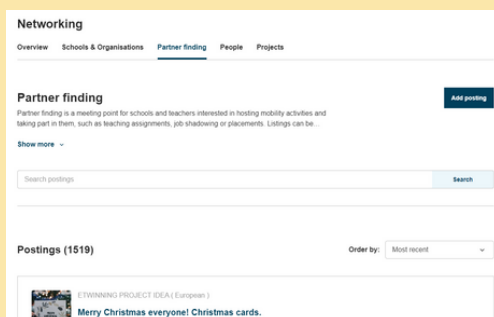 Networking
Overview Schools & Organisations Partner finding People Projects
Partner finding
Add posting
Partner finding is a meeting point for schools and teachers interested in hosting mobility activities and
taking part in them, such as teaching assignments, job shadowing or placements. Listings can be...
Show more
Search postings Search
Postings (1519)
Order by: Most recent
ETWINNING PROJECT IDEA ( European )
Merry Christmas everyone! Christmas cards.